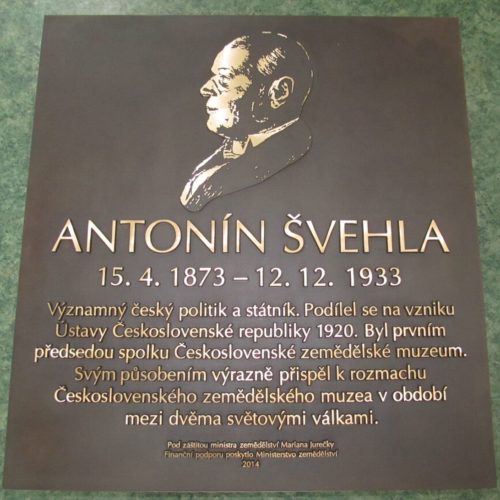 ANTONÍN ŠVEHLA
15. 4. 1873 – 12. 12. 1933
Významný český politik a státník. Podílel se na vzniku
Ústavy Československé republiky 1920. Byl prvním
předsedou spolku Československé zemědělské muzeum.
Svým působením výrazně přispěl k rozmachu
Československého zemědělského muzea v období
mezi dvěma světovými válkami.
Pod záštitou ministra zemědělství Mariana Jurečky
Finanční podporu poskytlo Ministerstvo zemědělství
2014